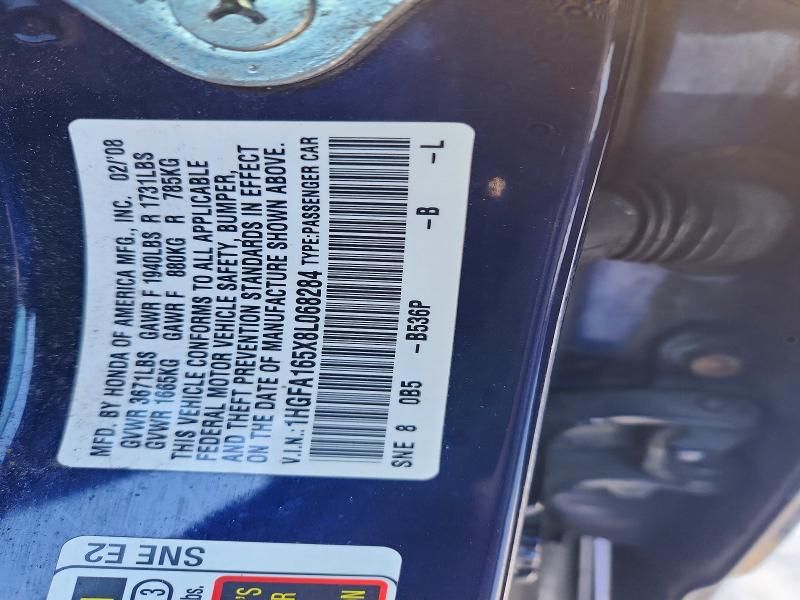 MFD. BY HONDA OF AMERICA MFG., INC. 02/'08
GVWR 3671LBS GAWR F 1940LBS R 1731LBS
GVWR 1665KG GAWR F 880KG R 785KG
THIS VEHICLE CONFORMS TO ALL APPLICABLE
FEDERAL MOTOR VEHICLE SAFETY, BUMPER,
AND THEFT PREVENTION STANDARDS IN EFFECT
ON THE DATE OF MANUFACTURE SHOWN ABOVE.
V.I.N.:1HGFA165X8L068284 TYPE:PASSENGER CAR
SNE 8 0B5 -B536P -B -L
SNE E2
3
bs.
'S
R
N